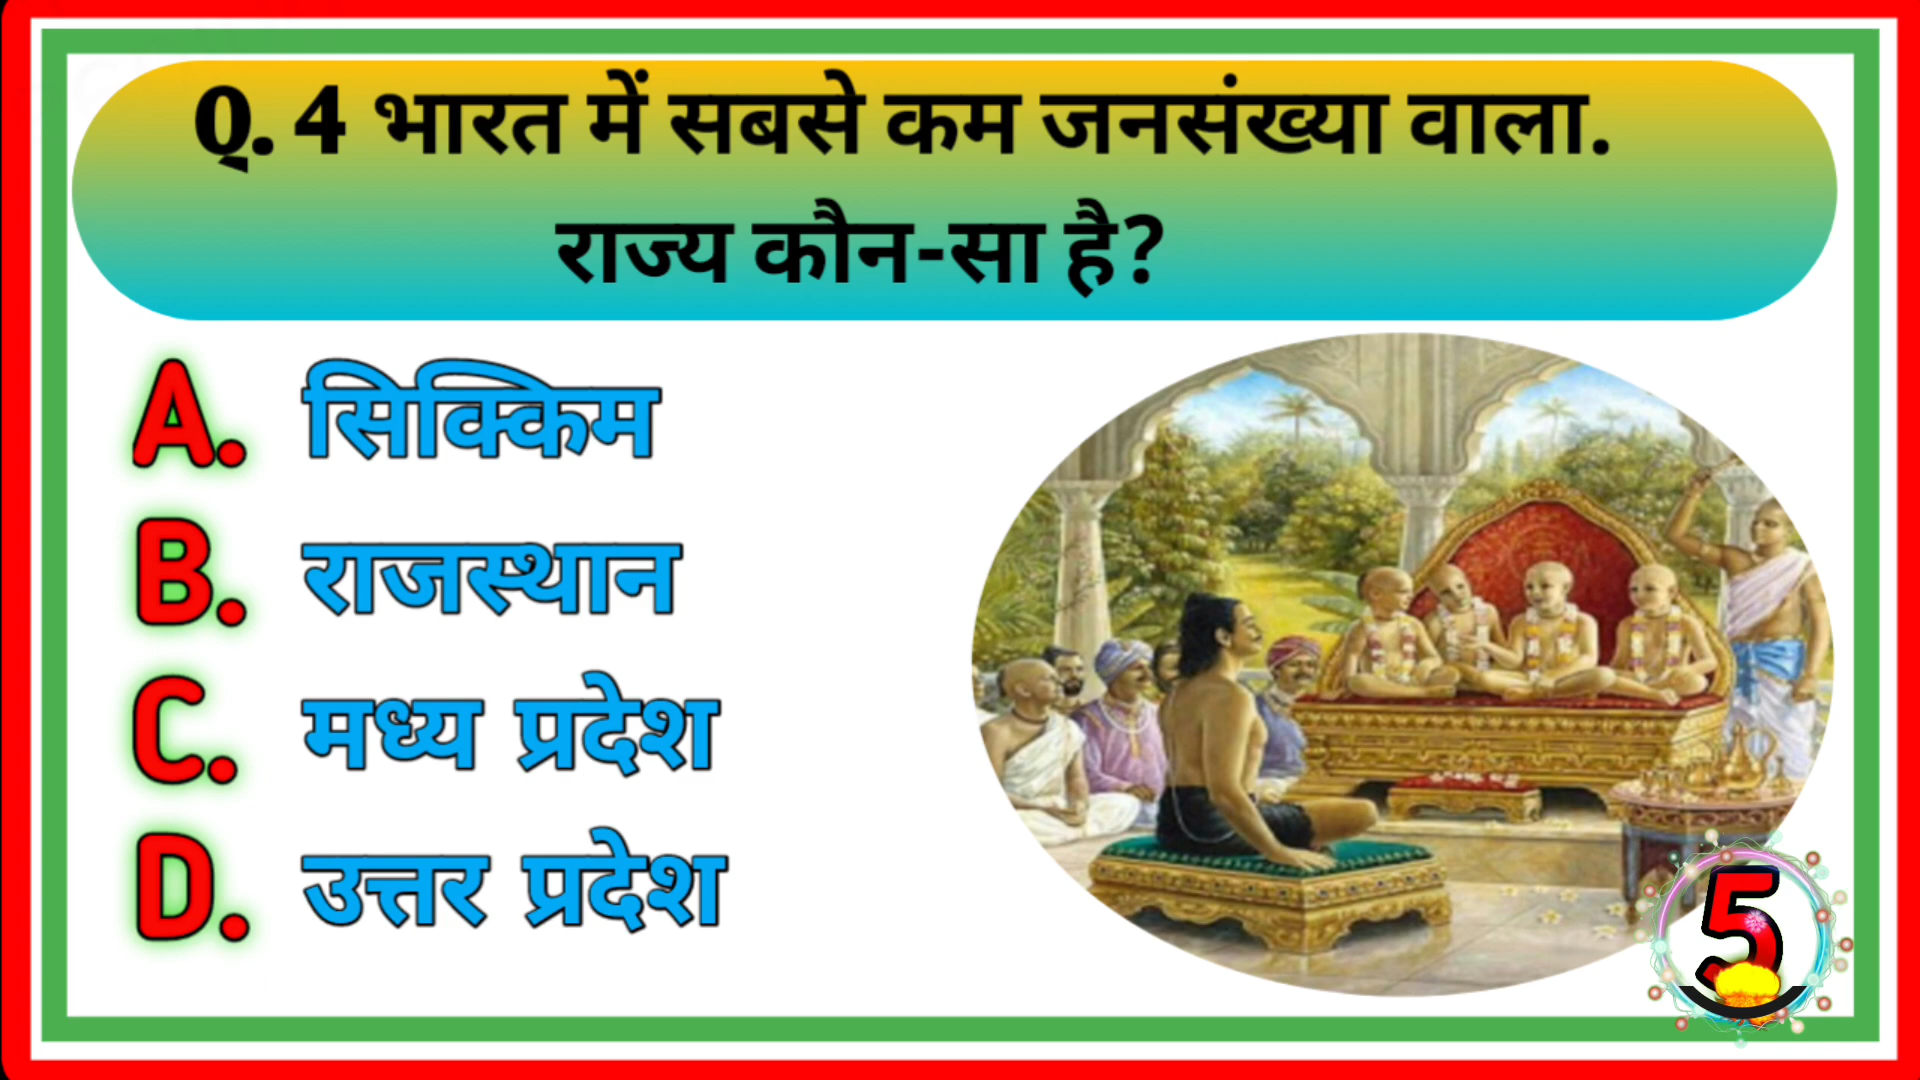 Q. 4 भारत में सबसे कम जनसंख्या वाला.
राज्य कौन-सा है?
A. सिक्किम
B. राजस्थान
C. मध्य प्रदेश
D. उत्तर प्रदेश
5